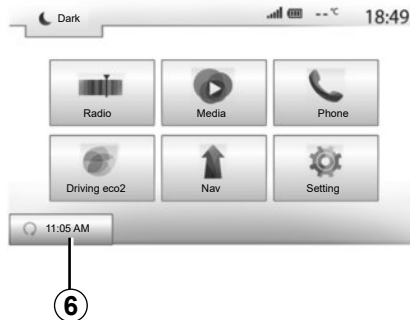 Dark
--°C
18:49
Radio
Media
Phone
Driving eco2
Nav
Setting
11:05 AM
6